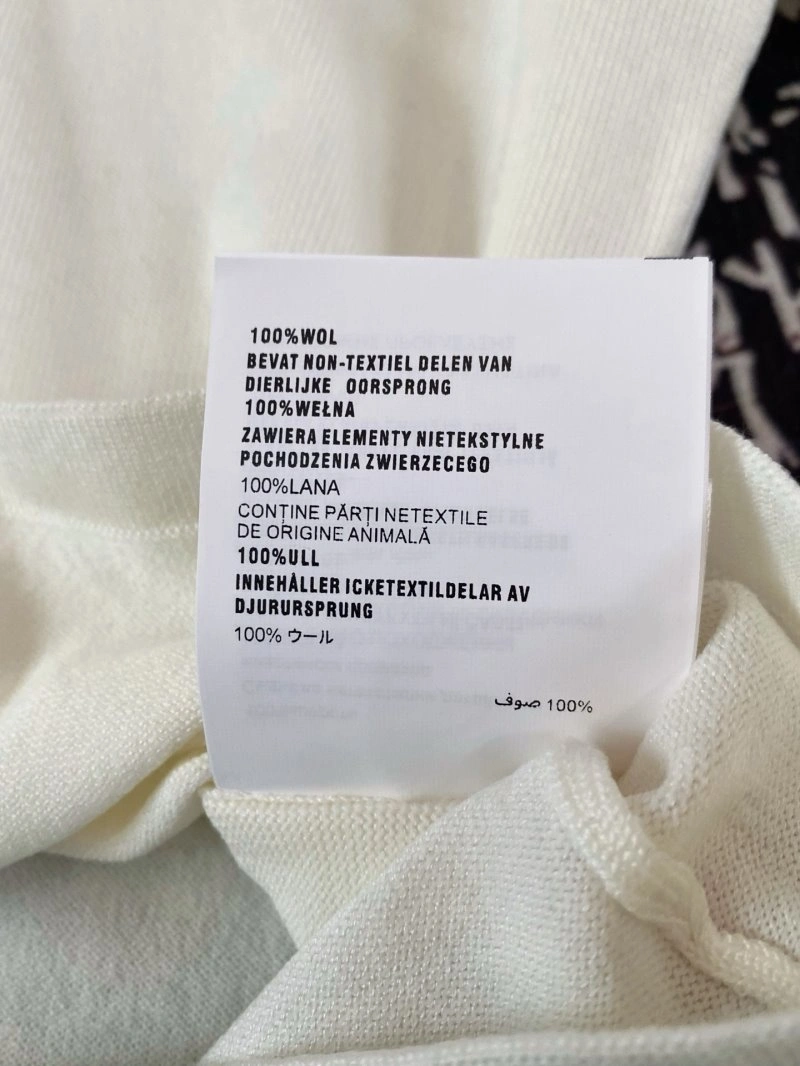 100%WOL
BEVAT NON-TEXTIEL DELEN VAN
DIERLIJKE OORSPRONG
100%WEŁNA
ZAWIERA ELEMENTY NIETEKSTYLNE
POCHODZENIA ZWIERZECEGO
100%LANA
CONȚINE PĂRȚI NETEXTILE
DE ORIGINE ANIMALĂ
100%ULL
INNEHÅLLER ICKETEXTILDELAR AV
DJURURSPRUNG
100% ウール
100% صوف